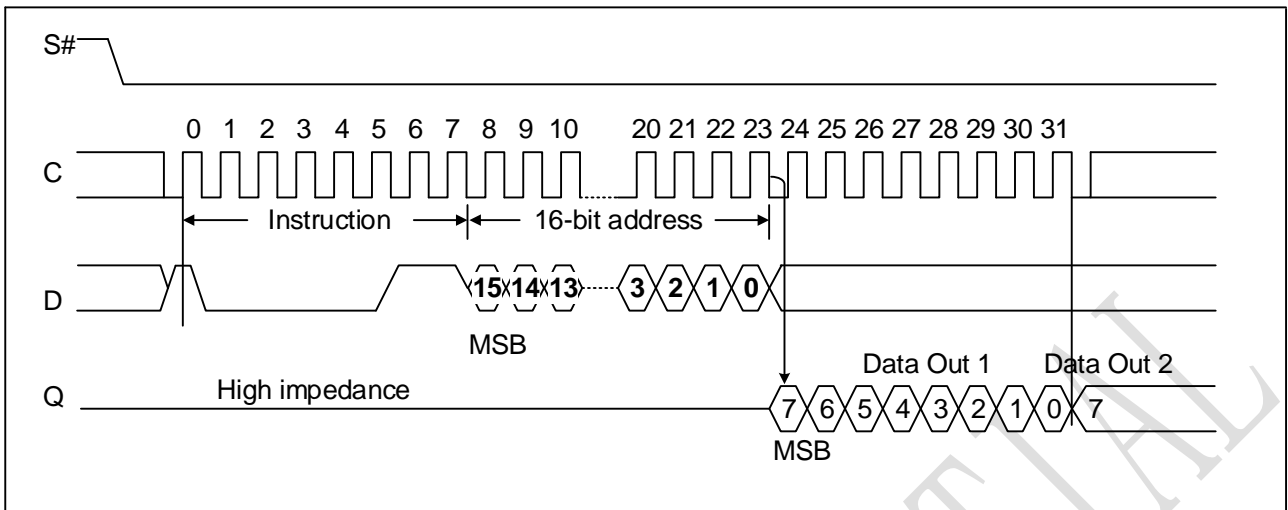 S#
0 1 2 3 4 5 6 7 8 9 10 20 21 22 23 24 25 26 27 28 29 30 31
C
Instruction 16-bit address
D 15 14 13 3 2 1 0
MSB
Data Out 1 Data Out 2
High impedance
Q 7 6 5 4 3 2 1 0 7
MSB